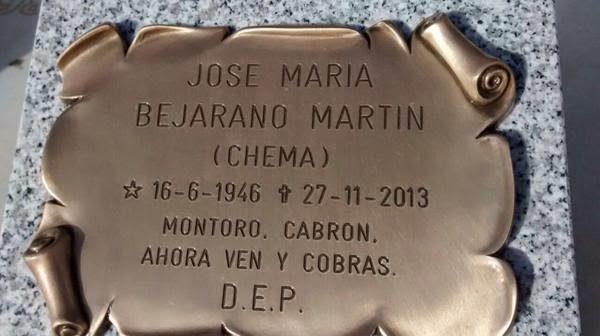 JOSE MARIA
BEJARANO MARTIN
(CHEMA)
☆ 16-6-1946 ✝ 27-11-2013
MONTORO, CABRON,
AHORA VEN Y COBRAS.
D.E.P.